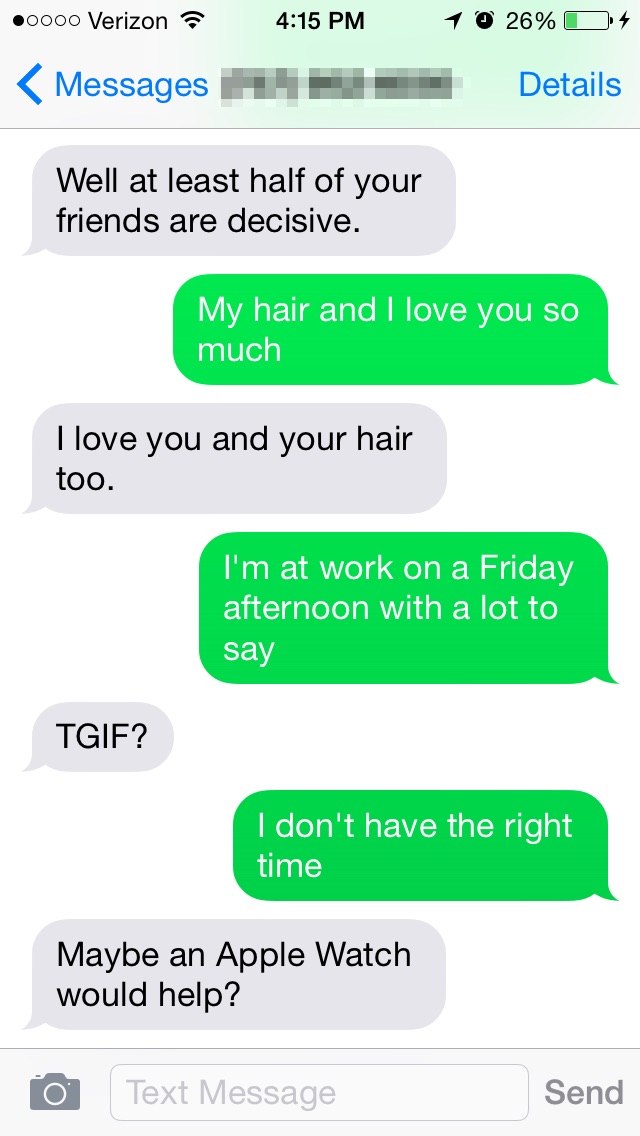 Verizon 4:15 PM 26%
Messages Details
Well at least half of your
friends are decisive.
My hair and I love you so
much
I love you and your hair
too.
I'm at work on a Friday
afternoon with a lot to
say
TGIF?
I don't have the right
time
Maybe an Apple Watch
would help?
Text Message Send